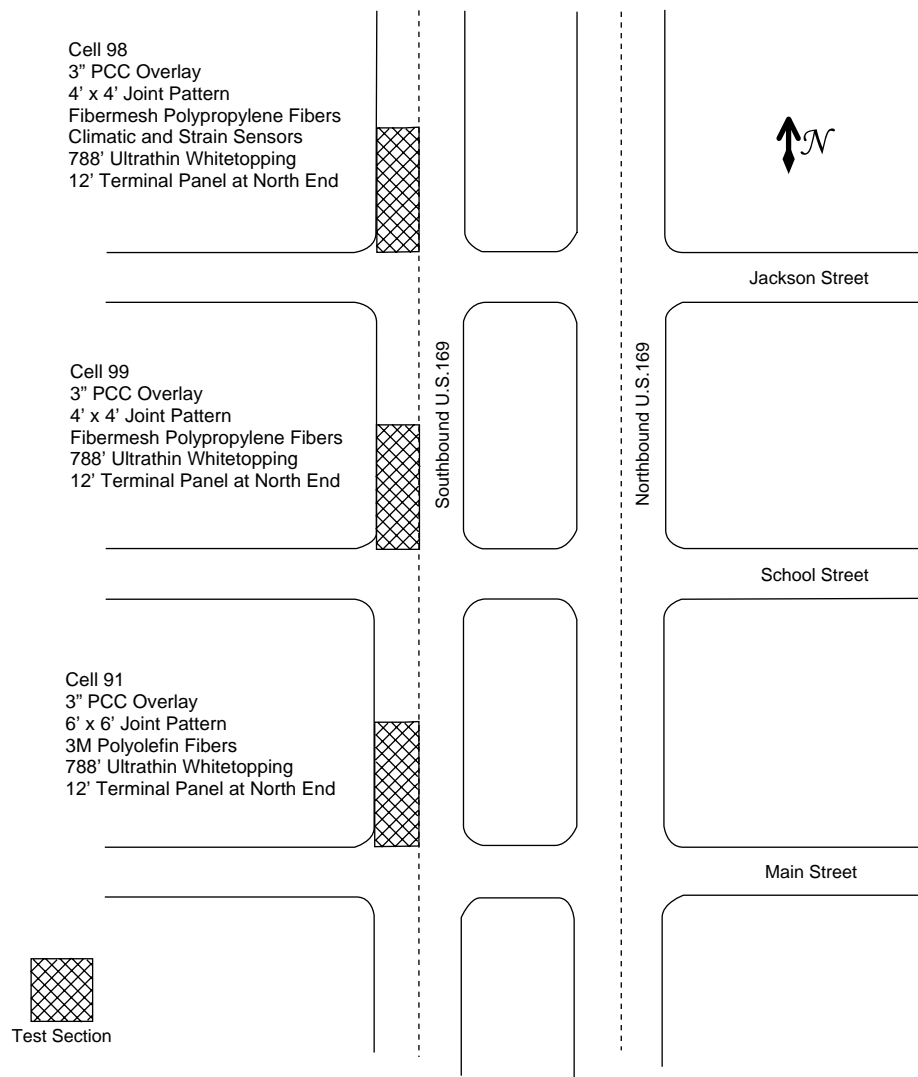 Cell 98
3” PCC Overlay
4’ x 4’ Joint Pattern
Fibermesh Polypropylene Fibers
Climatic and Strain Sensors
788’ Ultrathin Whitetopping
12’ Terminal Panel at North End
N
Jackson Street
Cell 99
3” PCC Overlay
4’ x 4’ Joint Pattern
Fibermesh Polypropylene Fibers
788’ Ultrathin Whitetopping
12’ Terminal Panel at North End
Southbound U.S.169
Northbound U.S.169
School Street
Cell 91
3” PCC Overlay
6’ x 6’ Joint Pattern
3M Polyolefin Fibers
788’ Ultrathin Whitetopping
12’ Terminal Panel at North End
Main Street
Test Section